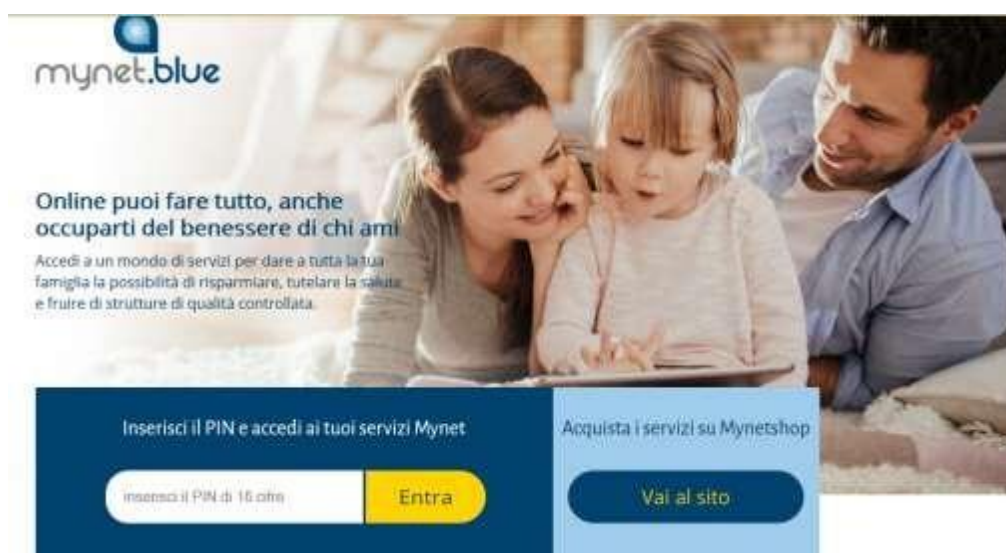 mynet.blue
Online puoi fare tutto, anche
occuparti del benessere di chi ami
Accedi a un mondo di servizi per dare a tutta la tua
famiglia la possibilità di risparmiare, tutelare la salute
e fruire di strutture di qualità controllata.
Inserisci il PIN e accedi ai tuoi servizi Mynet
inserisci il PIN di 16 cifre
Entra
Acquista i servizi su Mynetshop
Vai al sito